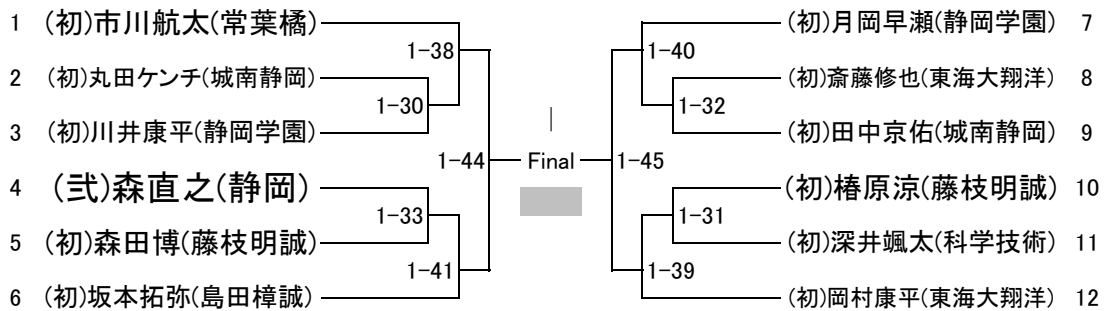 1 (初)市川航太(常葉橘)
2 (初)丸田ケンチ(城南静岡)
3 (初)川井康平(静岡学園)
4 (弐)森直之(静岡)
5 (初)森田博(藤枝明誠)
6 (初)坂本拓弥(島田樟誠)
1-38
1-30
1-44
1-33
1-41
Final
1-40
1-32
1-45
1-31
1-39
(初)月岡早瀬(静岡学園) 7
(初)斎藤修也(東海大翔洋) 8
(初)田中京佑(城南静岡) 9
(初)椿原涼(藤枝明誠) 10
(初)深井颯太(科学技術) 11
(初)岡村康平(東海大翔洋) 12